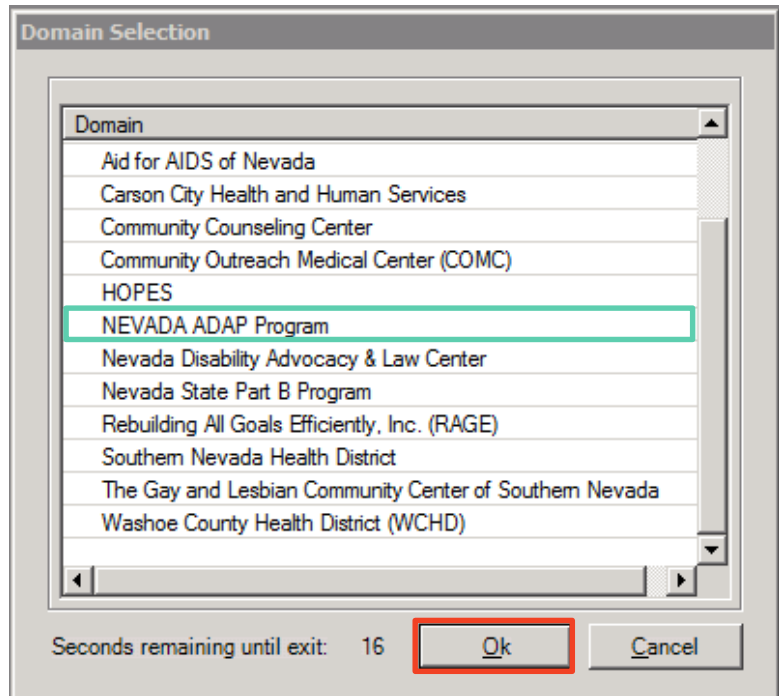 Domain Selection
Domain
Aid for AIDS of Nevada
Carson City Health and Human Services
Community Counseling Center
Community Outreach Medical Center (COMC)
HOPES
NEVADA ADAP Program
Nevada Disability Advocacy & Law Center
Nevada State Part B Program
Rebuilding All Goals Efficiently, Inc. (RAGE)
Southern Nevada Health District
The Gay and Lesbian Community Center of Southern Nevada
Washoe County Health District (WCHD)
Seconds remaining until exit: 16 Ok Cancel